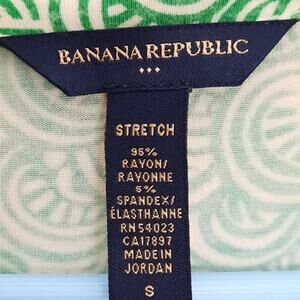 BANANA REPUBLIC
STRETCH
95%
RAYON/
RAYONNE
5%
SPANDEX/
ÉLASTHANNE
RN54023
CA17897
MADE IN
JORDAN
S